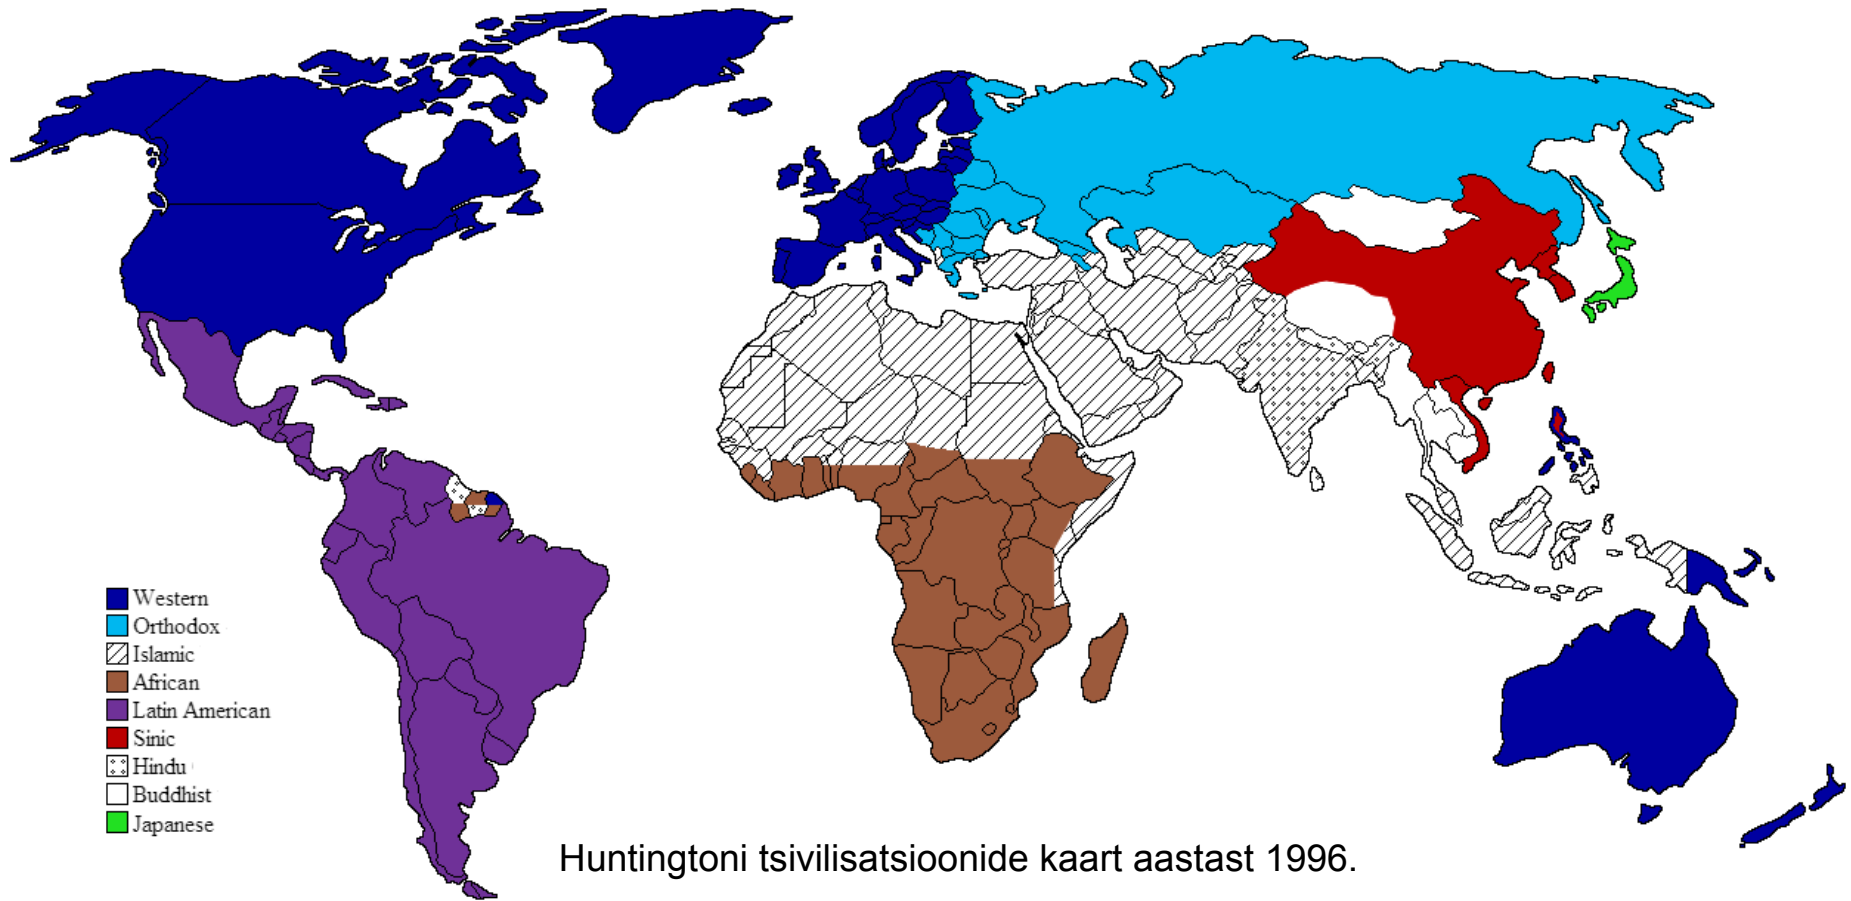 Western
Orthodox
Islamic
African
Latin American
Sinic
Hindu
Buddhist
Japanese
Huntingtoni tsivilisatsioonide kaart aastast 1996.